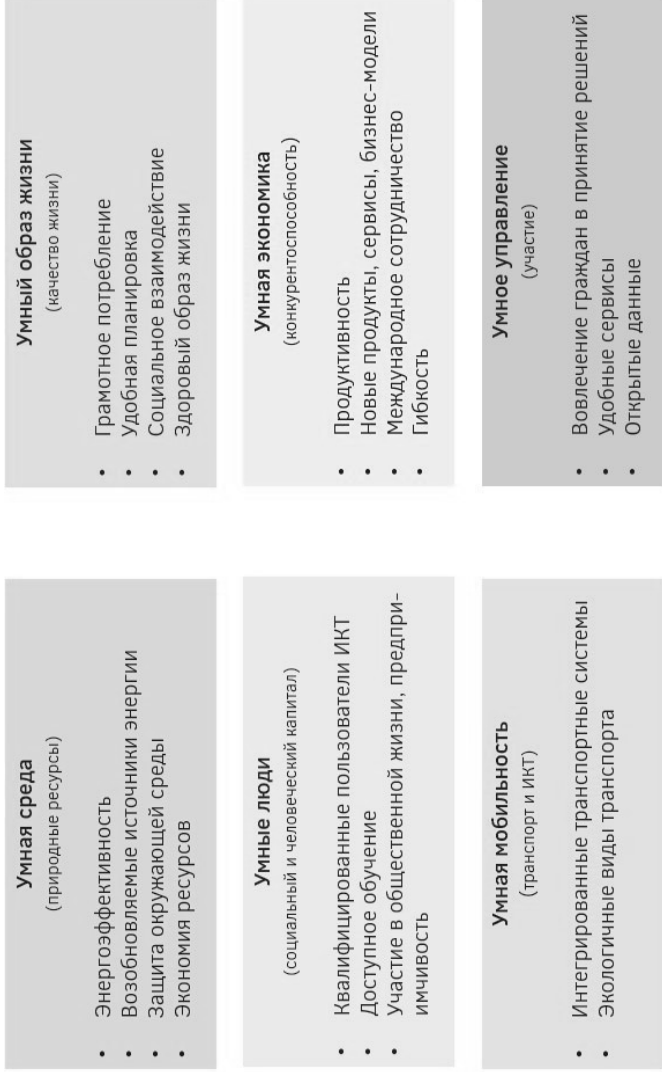 Умная среда
(природные ресурсы)
• Энергоэффективность
• Возобновляемые источники энергии
• Защита окружающей среды
• Экономия ресурсов
Умный образ жизни
(качество жизни)
• Грамотное потребление
• Удобная планировка
• Социальное взаимодействие
• Здоровый образ жизни
Умные люди
(социальный и человеческий капитал)
• Квалифицированные пользователи ИКТ
• Доступное обучение
• Участие в общественной жизни, предпри-
имчивость
Умная экономика
(конкурентоспособность)
• Продуктивность
• Новые продукты, сервисы, бизнес-модели
• Международное сотрудничество
• Гибкость
Умная мобильность
(транспорт и ИКТ)
• Интегрированные транспортные системы
• Экологичные виды транспорта
Умное управление
(участие)
• Вовлечение граждан в принятие решений
• Удобные сервисы
• Открытые данные